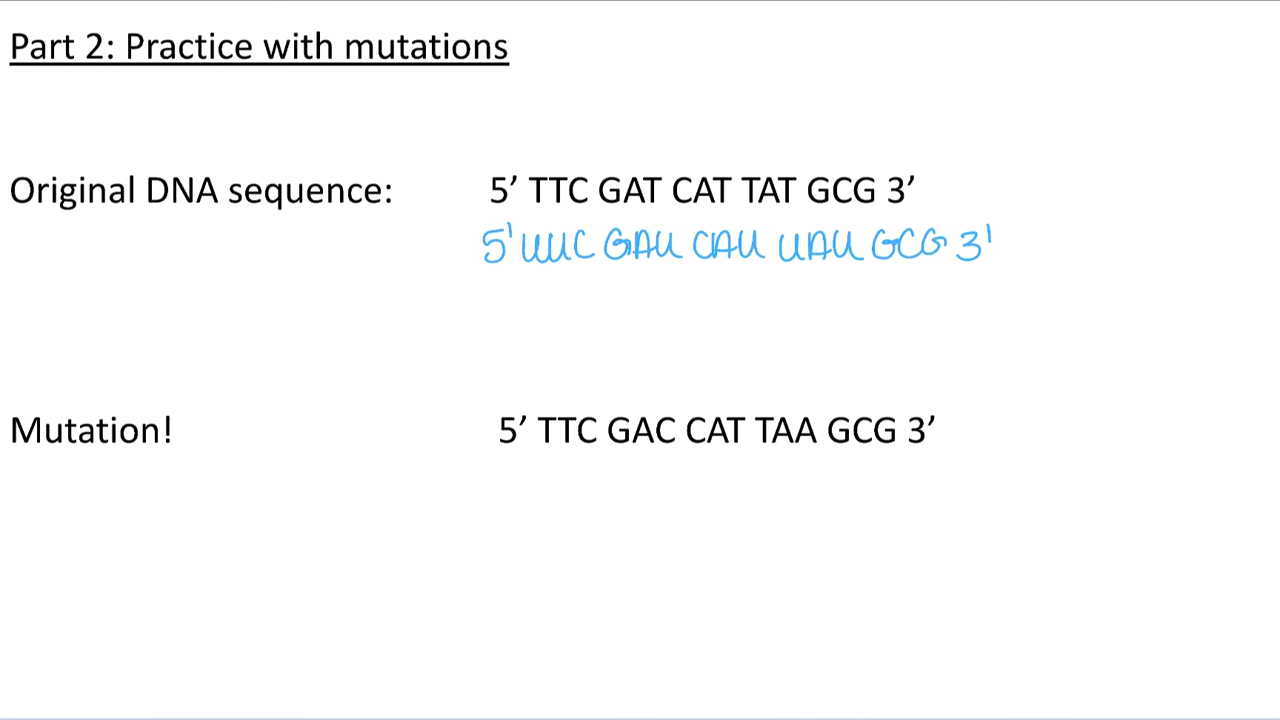 Part 2: Practice with mutations
Original DNA sequence: 5’ TTC GAT CAT TAT GCG 3’
5' UUC GAU CAU UAU GCG 3'
Mutation! 5’ TTC GAC CAT TAA GCG 3’